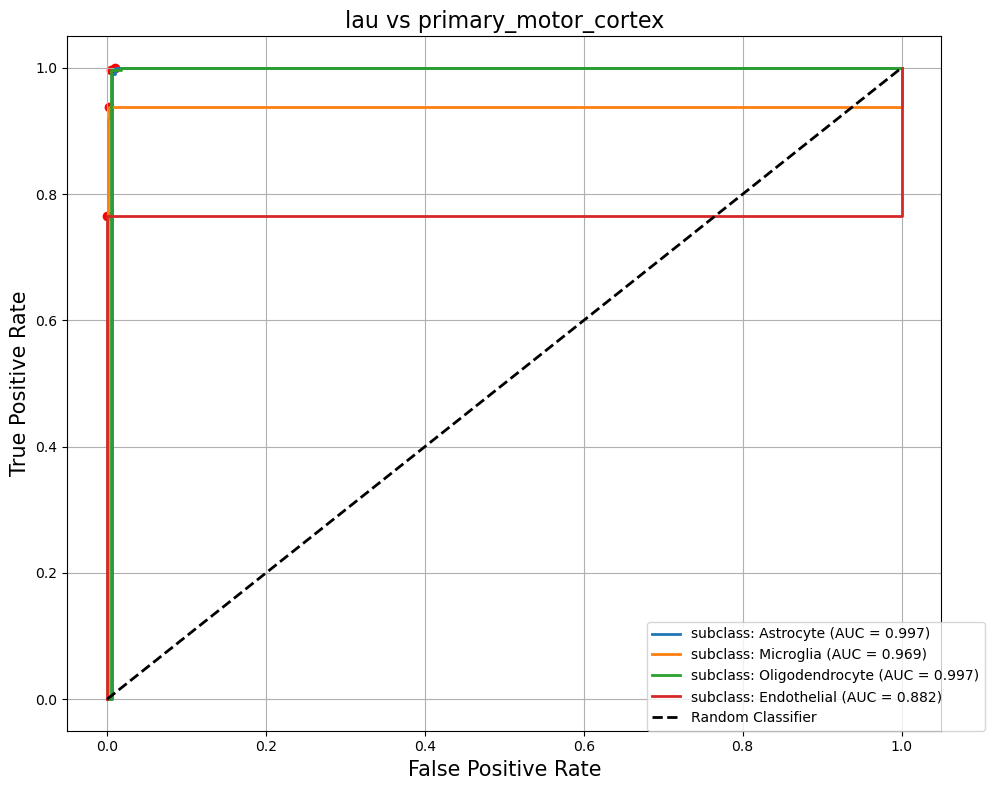 lau vs primary_motor_cortex
True Positive Rate
1.0
0.8
0.6
0.4
0.2
0.0
0.0 0.2 0.4 0.6 0.8 1.0
False Positive Rate
subclass: Astrocyte (AUC = 0.997)
subclass: Microglia (AUC = 0.969)
subclass: Oligodendrocyte (AUC = 0.997)
subclass: Endothelial (AUC = 0.882)
Random Classifier